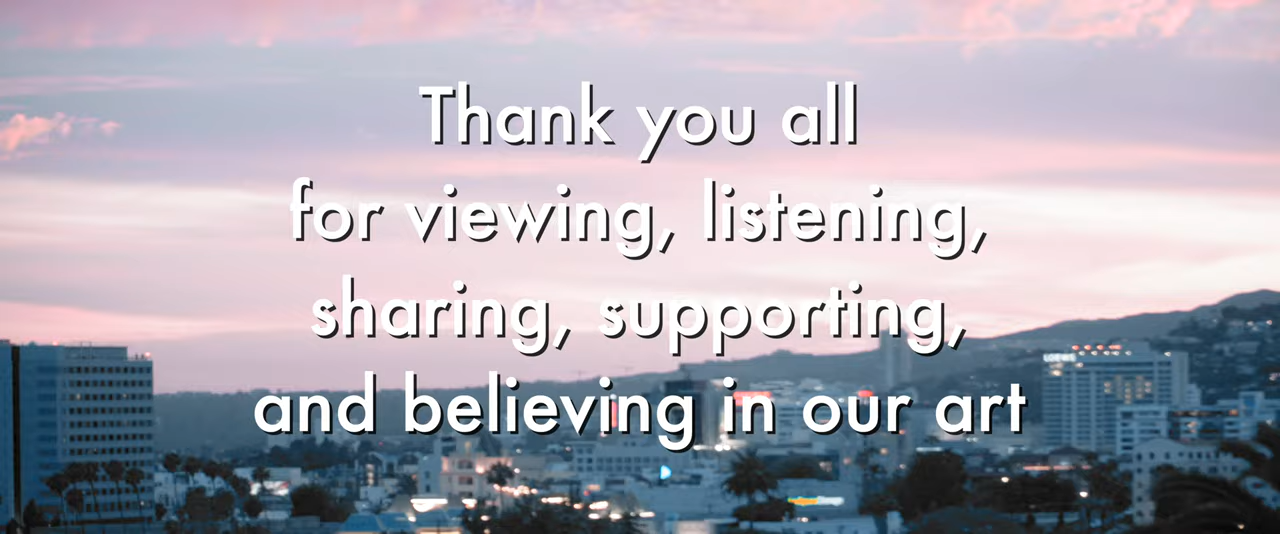 Thank you all
for viewing, listening,
sharing, supporting,
and believing in our art
LOEWS